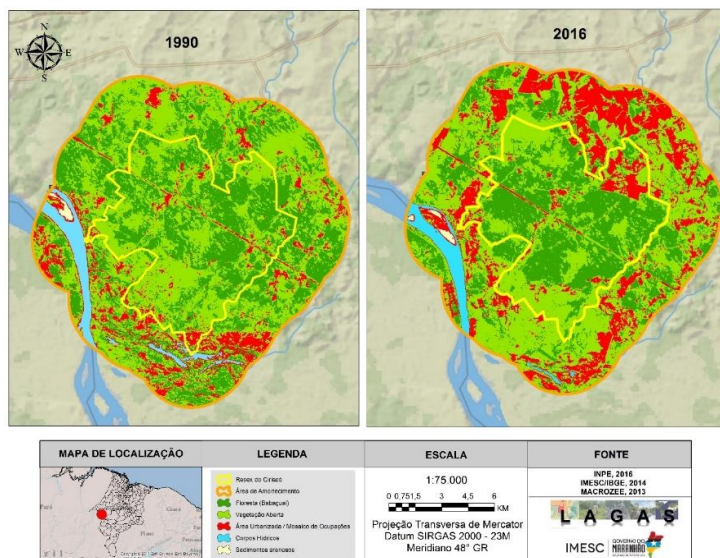 1990
N
W E
S
2016
MAPA DE LOCALIZAÇÃO
LEGENDA
Resex do Ciriaco
Área de Amortecimento
Floresta (Babaçual)
Vegetação Aberta
Área Urbanizada / Mosaico de Ocupações
Corpos Hídricos
Sedimentos arenosos
ESCALA
1:75.000
0 0,75 1,5 3 4,5 6
KM
Projeção Transversa de Mercator
Datum SIRGAS 2000 - 23M
Meridiano 48° GR
FONTE
INPE, 2016
IMESC/IBGE, 2014
MACROZEE, 2013
LAGAS
IMESC
GOVERNO DO
MARANHÃO